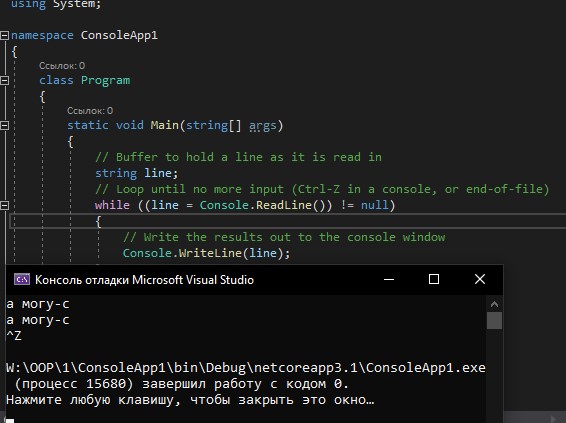 using System;
namespace ConsoleApp1
{
Ссылок: 0
class Program
{
Ссылок: 0
static void Main(string[] args)
{
// Buffer to hold a line as it is read in
string line;
// Loop until no more input (Ctrl-Z in a console, or end-of-file)
while ((line = Console.ReadLine()) != null)
{
// Write the results out to the console window
Console.WriteLine(line);
Консоль отладки Microsoft Visual Studio
а могу-с
а могу-с
^Z
W:\OOP\1\ConsoleApp1\bin\Debug\netcoreapp3.1\ConsoleApp1.exe
(процесс 15680) завершил работу с кодом 0.
Нажмите любую клавишу, чтобы закрыть это окно…